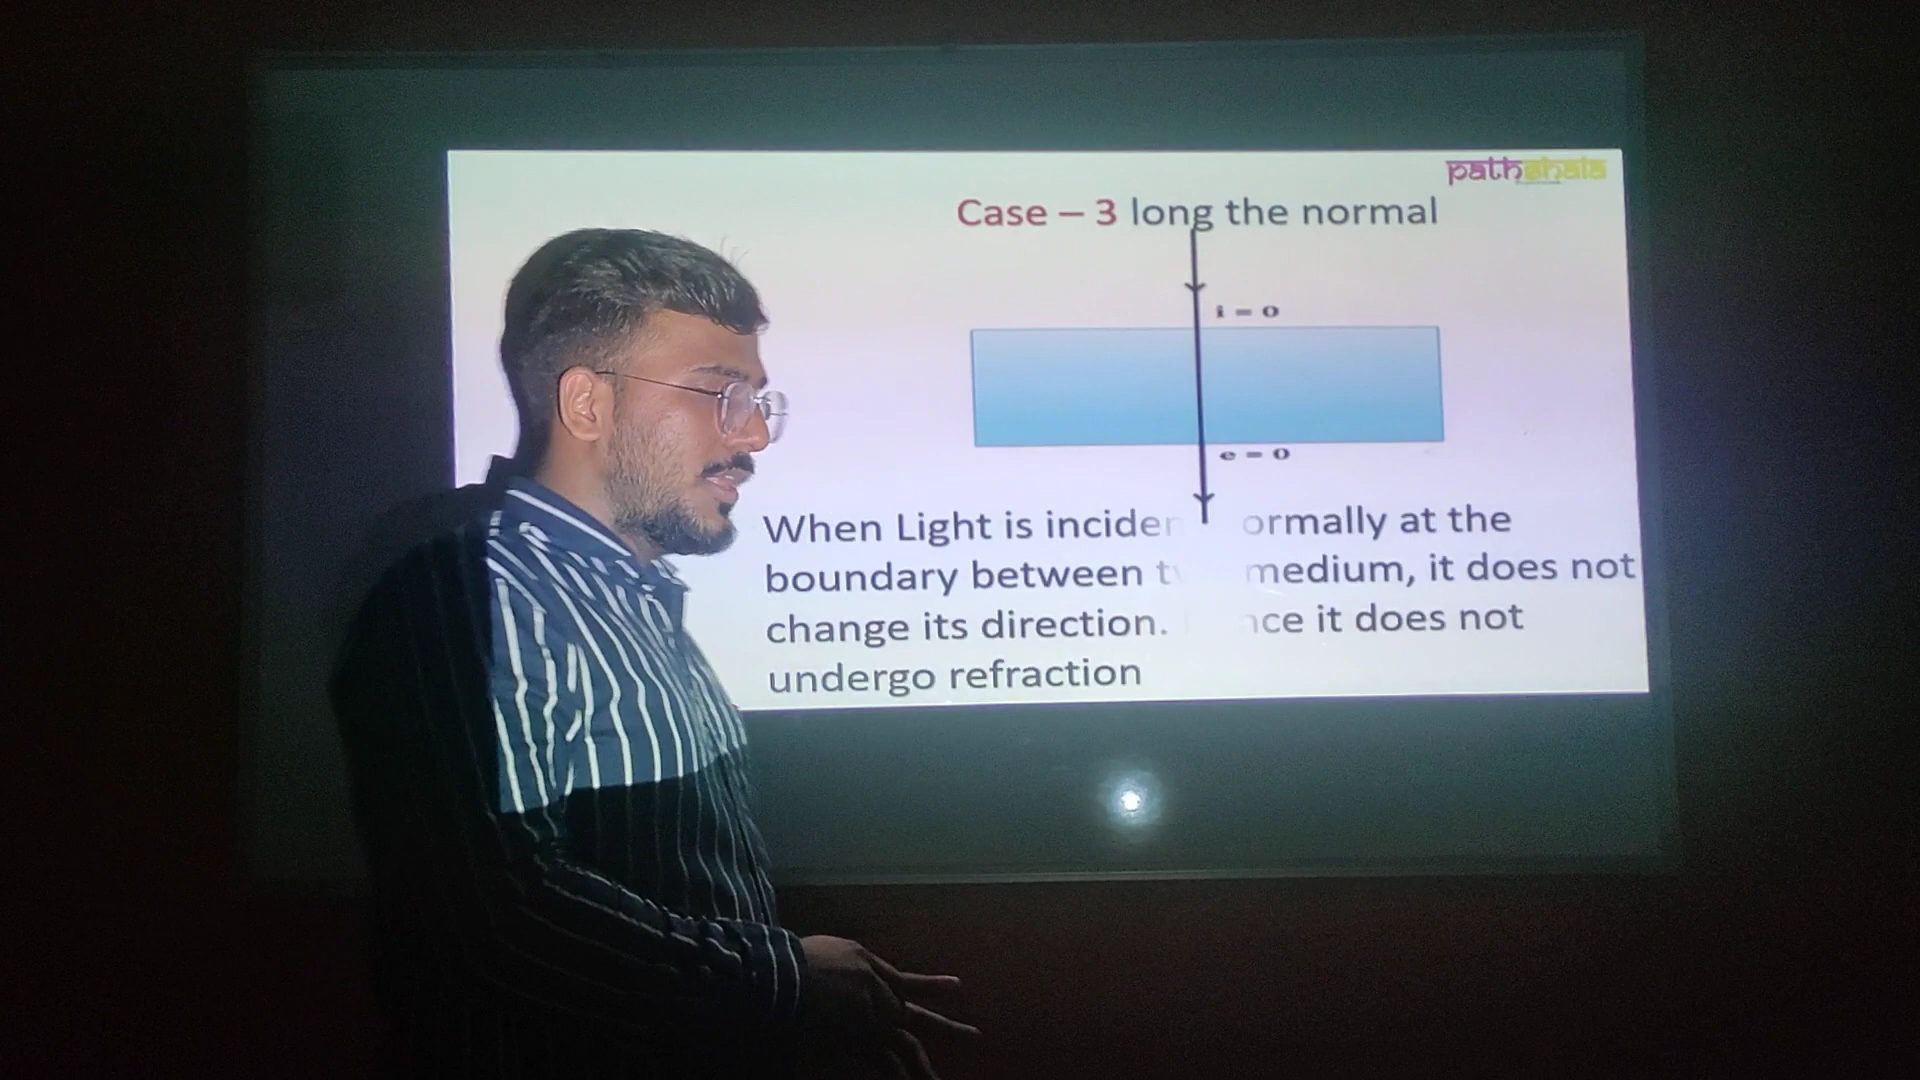 pathshala
Case – 3 long the normal
i = 0
e = 0
When Light is inciden ormally at the
boundary between t medium, it does not
change its direction. nce it does not
undergo refraction